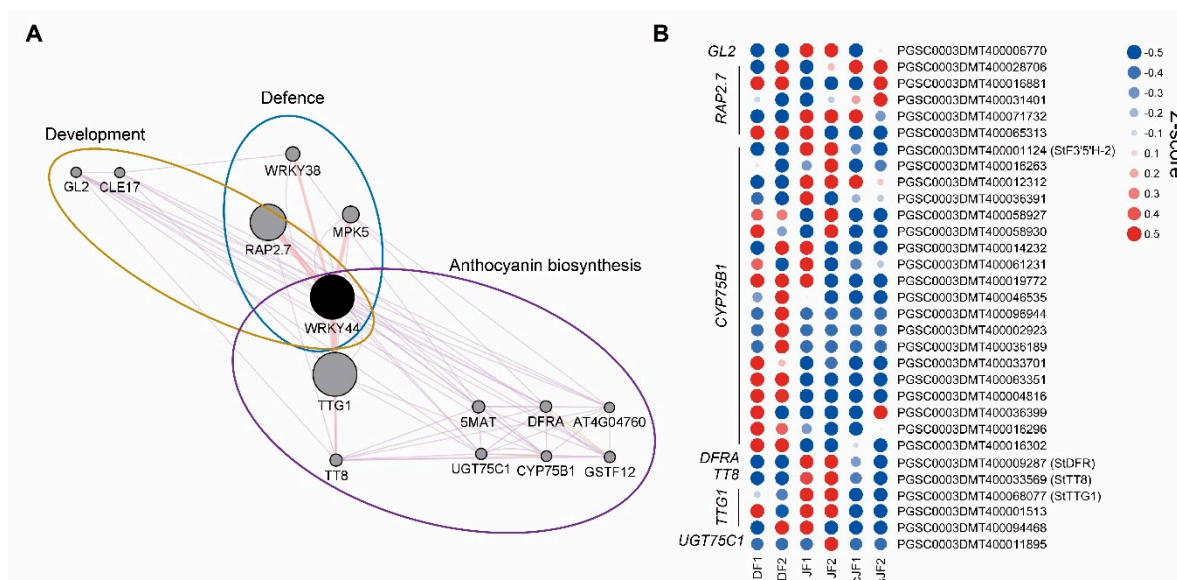 A
Defence
Development
WRKY38
GL2
CLE17
RAP2.7
MPK5
Anthocyanin biosynthesis
WRKY44
TTG1
5MAT
DFRA
AT4G04760
TT8
UGT75C1
CYP75B1
GSTF12
B
GL2
PGSC0003DMT400006770
RAP2.7
PGSC0003DMT400028706
PGSC0003DMT400016881
PGSC0003DMT400031401
PGSC0003DMT400071732
PGSC0003DMT400065313
CYP75B1
PGSC0003DMT400001124 (StF3'5'H-2)
PGSC0003DMT400016263
PGSC0003DMT400012312
PGSC0003DMT400036391
PGSC0003DMT400058927
PGSC0003DMT400058930
PGSC0003DMT400014232
PGSC0003DMT400061231
PGSC0003DMT400019772
PGSC0003DMT400046535
PGSC0003DMT400096944
PGSC0003DMT400002923
PGSC0003DMT400036189
PGSC0003DMT400033701
PGSC0003DMT400063351
PGSC0003DMT400004816
PGSC0003DMT400036399
PGSC0003DMT400016296
PGSC0003DMT400016302
DFRA
PGSC0003DMT400009287 (StDFR)
TT8
PGSC0003DMT400033569 (StTT8)
TTG1
PGSC0003DMT400068077 (StTTG1)
PGSC0003DMT400001513
PGSC0003DMT400094468
UGT75C1
PGSC0003DMT400011895
DF1
DF2
JF1
JF2
-0.5
-0.4
-0.3
-0.2
-0.1
0.1
0.2
0.3
0.4
0.5